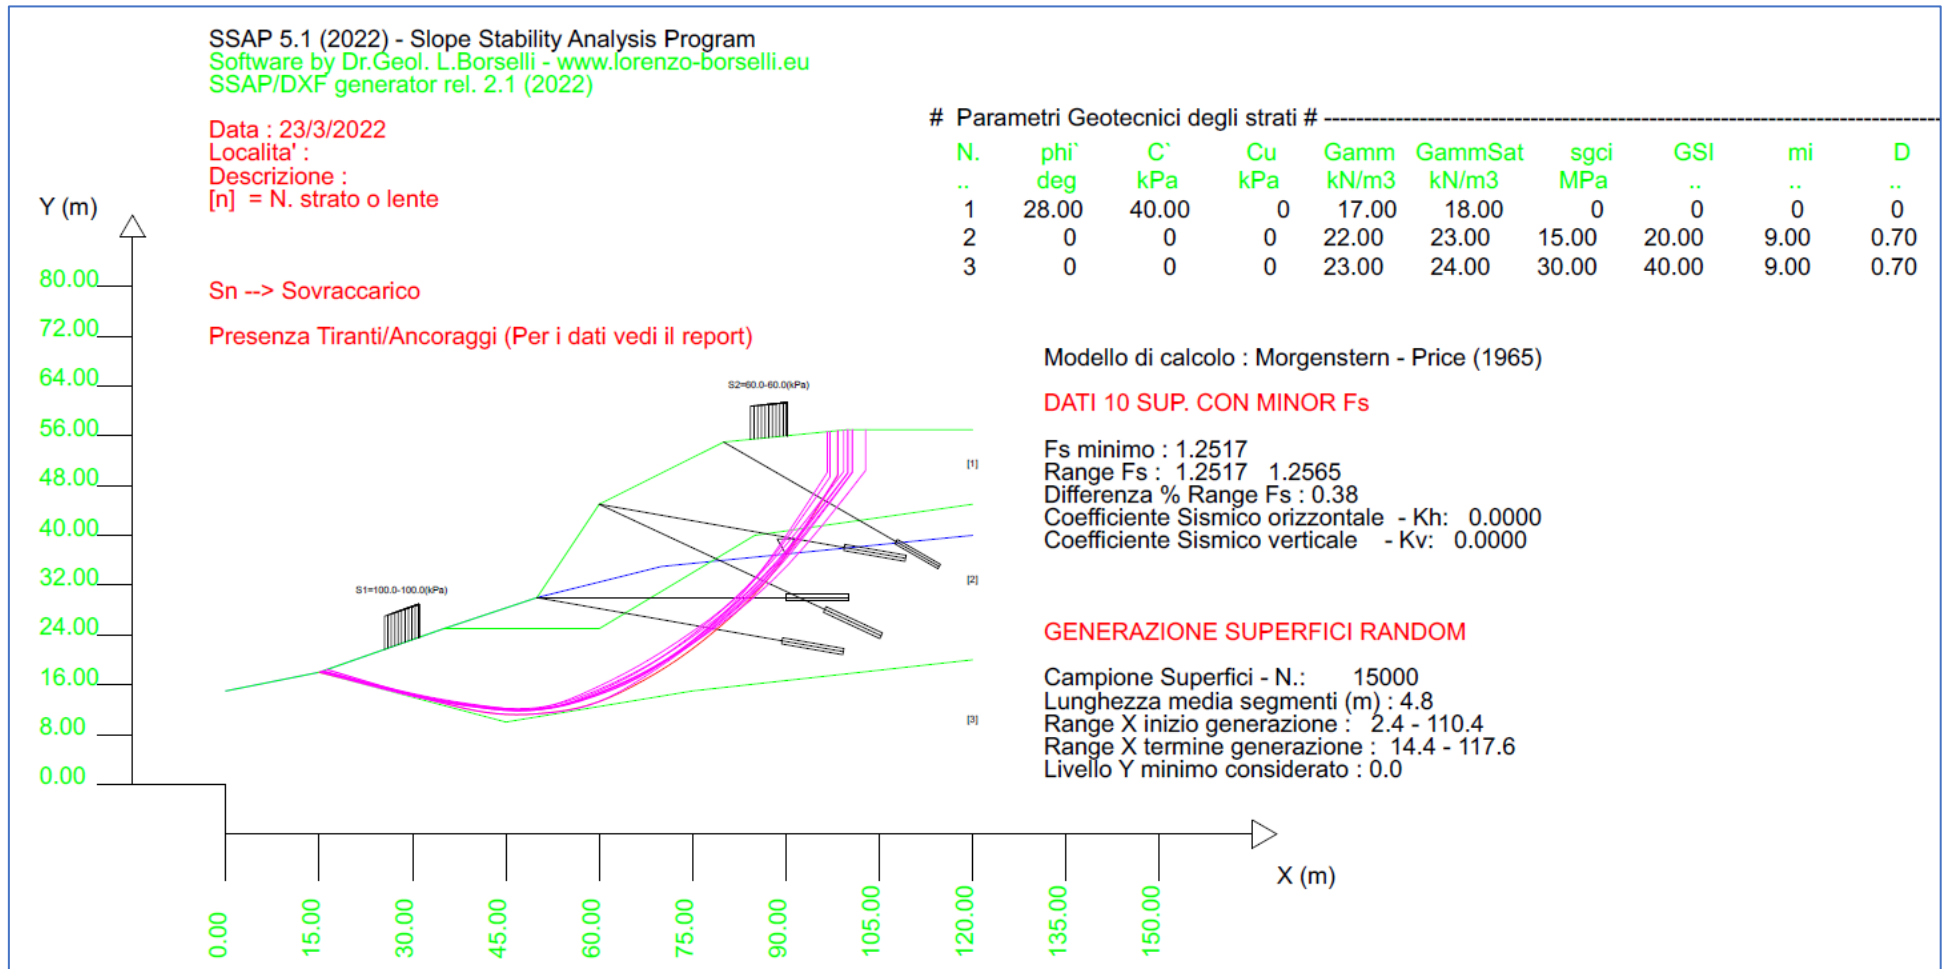 SSAP 5.1 (2022) - Slope Stability Analysis Program
Software by Dr.Geol. L.Borselli - www.lorenzo-borselli.eu
SSAP/DXF generator rel. 2.1 (2022)
Data : 23/3/2022
Localita' :
Descrizione :
[n] = N. strato o lente
Sn --> Sovraccarico
Presenza Tiranti/Ancoraggi (Per i dati vedi il report)
# Parametri Geotecnici degli strati # ----------------------------------------
N. phi` C` Cu Gamm GammSat sgci GSI mi D
.. deg kPa kPa kN/m3 kN/m3 MPa .. .. ..
1 28.00 40.00 0 17.00 18.00 0 0 0 0
2 0 0 0 22.00 23.00 15.00 20.00 9.00 0.70
3 0 0 0 23.00 24.00 30.00 40.00 9.00 0.70
Modello di calcolo : Morgenstern - Price (1965)
DATI 10 SUP. CON MINOR Fs
Fs minimo : 1.2517
Range Fs : 1.2517 1.2565
Differenza % Range Fs : 0.38
Coefficiente Sismico orizzontale - Kh: 0.0000
Coefficiente Sismico verticale - Kv: 0.0000
GENERAZIONE SUPERFICI RANDOM
Campione Superfici - N.: 15000
Lunghezza media segmenti (m) : 4.8
Range X inizio generazione : 2.4 - 110.4
Range X termine generazione : 14.4 - 117.6
Livello Y minimo considerato : 0.0
Y (m)
80.00
72.00
64.00
56.00
48.00
40.00
32.00
24.00
16.00
8.00
0.00
S2=60.0-60.0(kPa)
S1=100.0-100.0(kPa)
[1]
[2]
[3]
X (m)
0.00
15.00
30.00
45.00
60.00
75.00
90.00
105.00
120.00
135.00
150.00